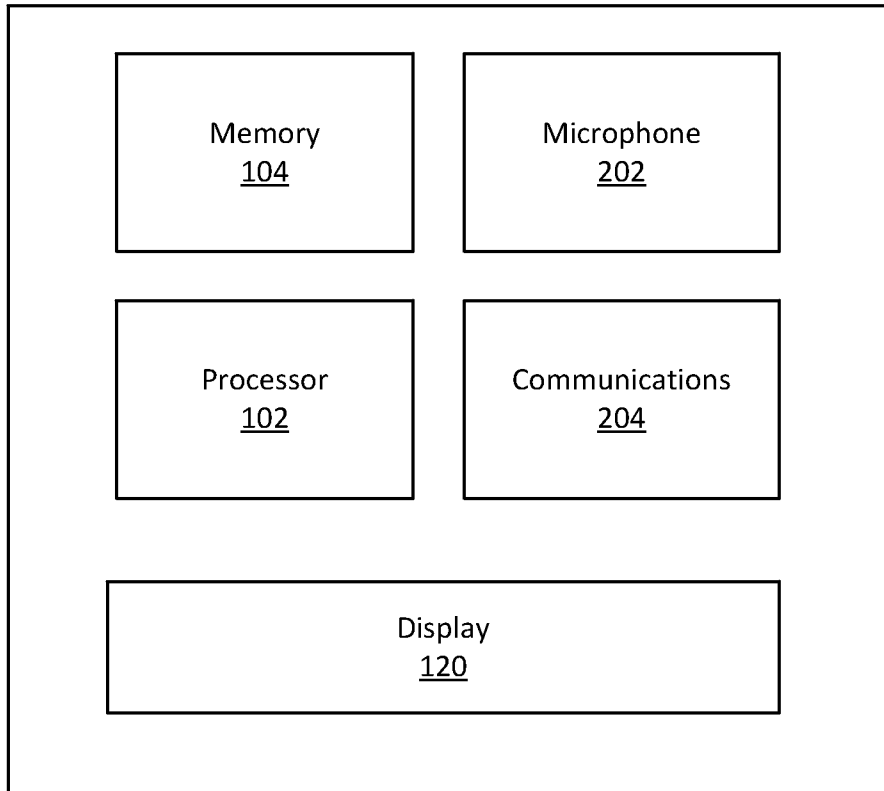 Memory
104
Microphone
202
Processor
102
Communications
204
Display
120